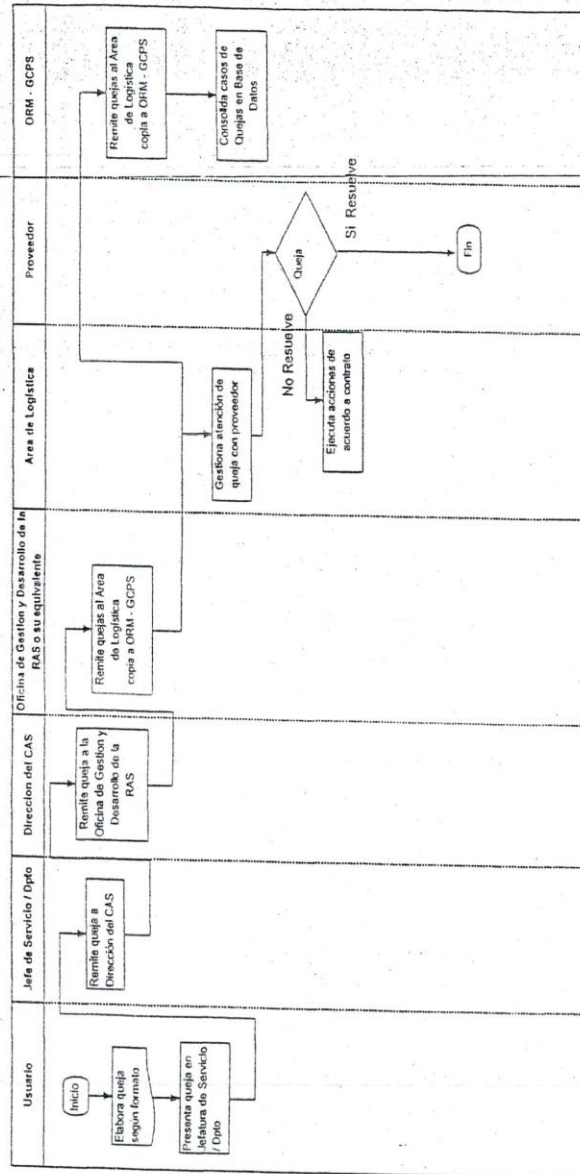 Usuario
Jefe de Servicio / Dpto
Direccion del CAS
Oficina de Gestion y Desarrollo de la
RAS o su equivalente
Area de Logística
Proveedor
ORM - GCPS
Inicio
Elabora queja
según formato
Presenta queja en
Jefatura de Servicio
/ Dpto
Remite queja a
Dirección del CAS
Remite queja a la
Oficina de Gestion y
Desarrollo de la
RAS
Remite quejas al Area
de Logística
copia a ORM - GCPS
Gestiona atención de
queja con proveedor
No Resuelve
Ejecuta acciones de
acuerdo a contrato
Queja
Si Resuelve
Fin
Remite quejas al Area
de Logística
copia a ORM - GCPS
Consolida casos de
Quejas en Base de
Datos